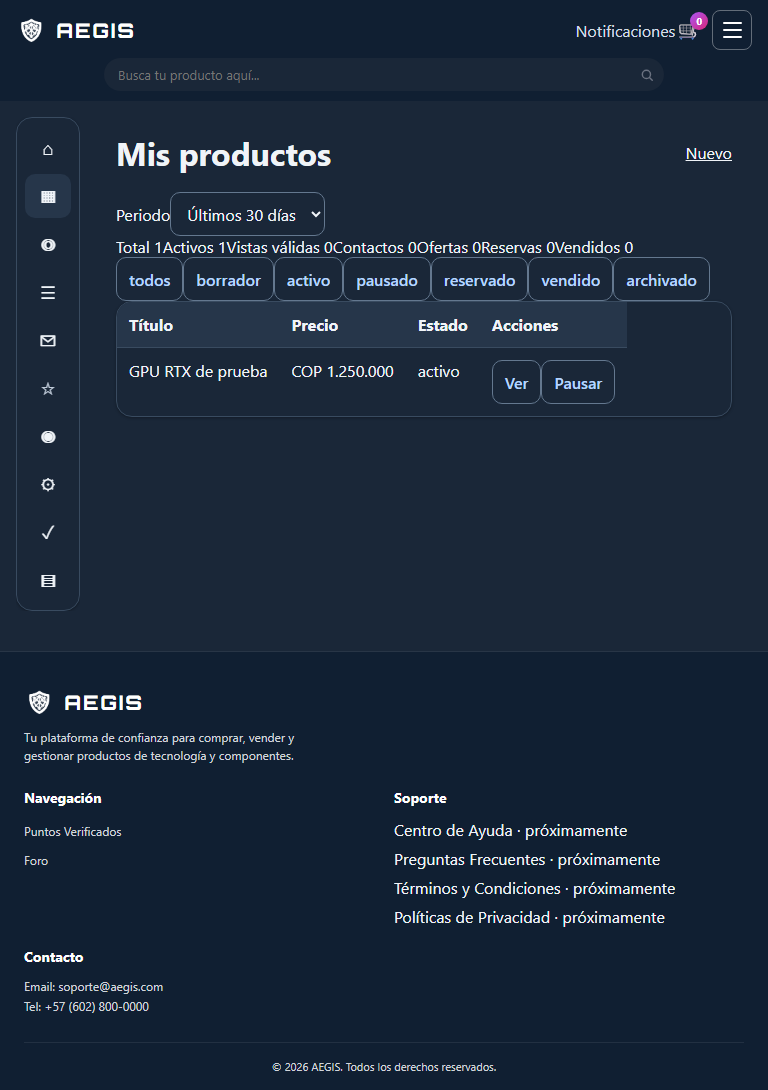 AEGIS
Notificaciones
0
Busca tu producto aquí...
Mis productos
Nuevo
Periodo Últimos 30 días
Total 1Activos 1Vistas válidas 0Contactos 0Ofertas 0Reservas 0Vendidos 0
todos borrador activo pausado reservado vendido archivado
Título Precio Estado Acciones
GPU RTX de prueba COP 1.250.000 activo Ver Pausar
AEGIS
Tu plataforma de confianza para comprar, vender y
gestionar productos de tecnología y componentes.
Navegación
Puntos Verificados
Foro
Soporte
Centro de Ayuda · próximamente
Preguntas Frecuentes · próximamente
Términos y Condiciones · próximamente
Políticas de Privacidad · próximamente
Contacto
Email: soporte@aegis.com
Tel: +57 (602) 800-0000
© 2026 AEGIS. Todos los derechos reservados.